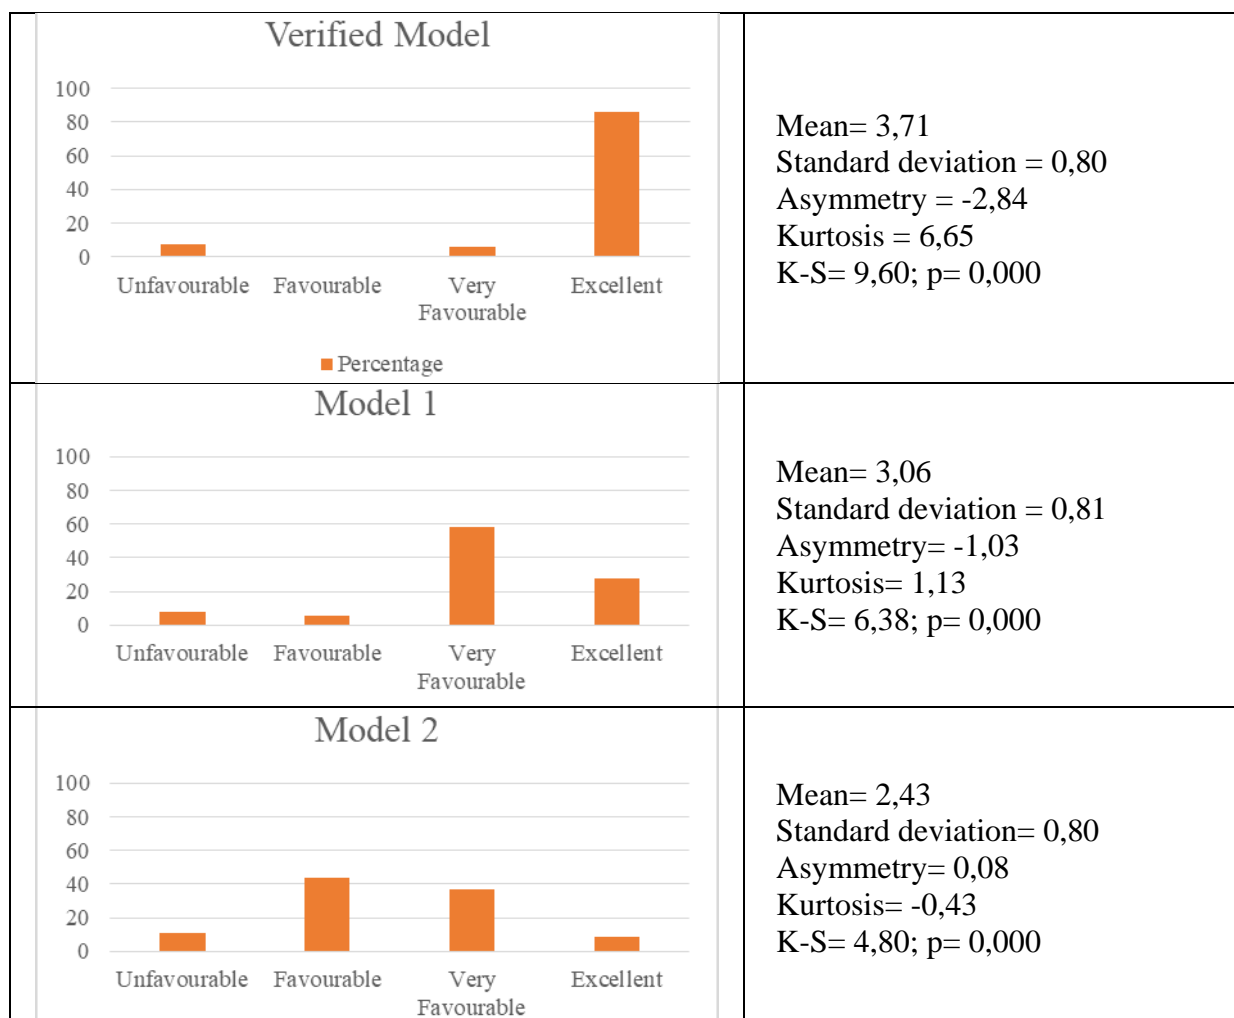 Verified Model
100
80
60
40
20
0
Unfavourable Favourable Very Favourable Excellent
Percentage
Mean= 3,71
Standard deviation = 0,80
Asymmetry = -2,84
Kurtosis = 6,65
K-S= 9,60; p= 0,000
Model 1
100
80
60
40
20
0
Unfavourable Favourable Very Favourable Excellent
Mean= 3,06
Standard deviation = 0,81
Asymmetry= -1,03
Kurtosis= 1,13
K-S= 6,38; p= 0,000
Model 2
100
80
60
40
20
0
Unfavourable Favourable Very Favourable Excellent
Mean= 2,43
Standard deviation= 0,80
Asymmetry= 0,08
Kurtosis= -0,43
K-S= 4,80; p= 0,000